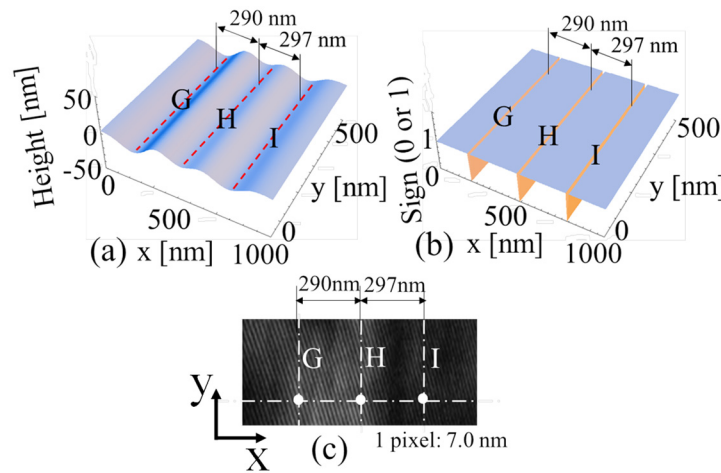 290 nm
297 nm
Height [nm]
50
0
-50
G
H
I
0
500
1000
x [nm]
0
500
y [nm]
(a)
290 nm
297 nm
Sign (0 or 1)
1
0
G
H
I
0
500
1000
x [nm]
0
500
y [nm]
(b)
290nm
297nm
G
H
I
y
x
(c)
1 pixel: 7.0 nm